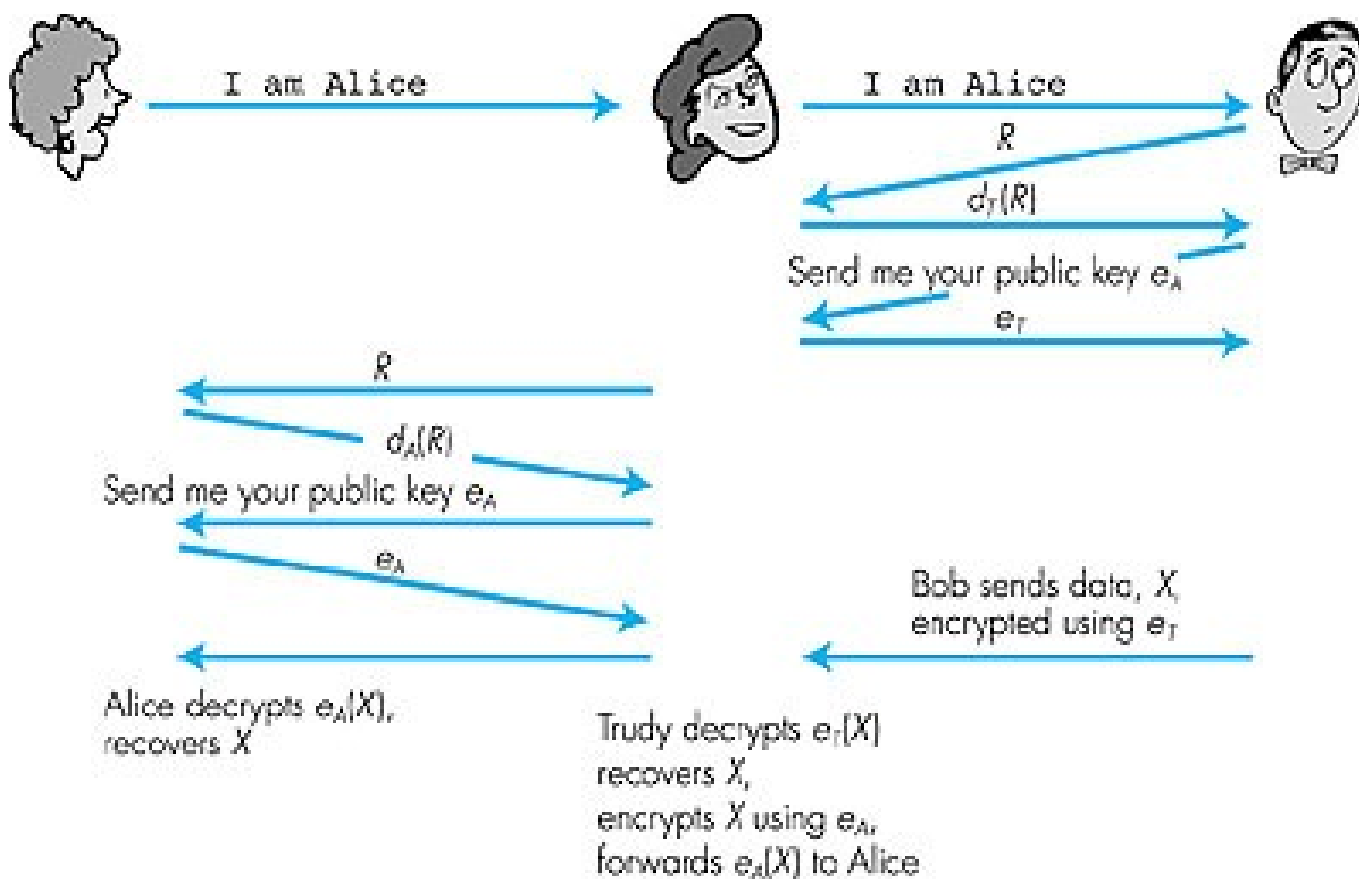 I am Alice
I am Alice
R
d_T(R)
Send me your public key e_A
e_T
R
d_A(R)
Send me your public key e_A
e_A
Bob sends data, X,
encrypted using e_T
Alice decrypts e_A(X),
recovers X
Trudy decrypts e_T(X)
recovers X,
encrypts X using e_A,
forwards e_A(X) to Alice